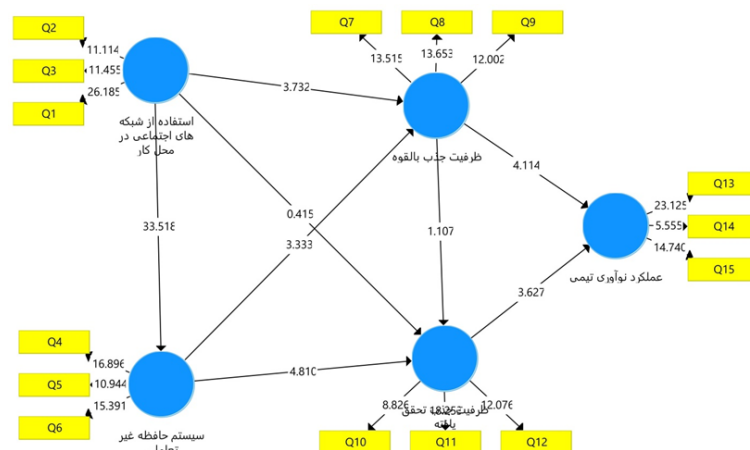 Q2
Q3
Q1
11.114
11.455
26.185
استفاده از شبکه
های اجتماعی در
محل کار
Q7
Q8
Q9
13.515
13.653
12.002
ظرفیت جذب بالقوه
3.732
0.415
3.333
33.518
1.107
4.114
3.627
4.810
Q13
Q14
Q15
23.125
5.555
14.740
عملکرد نوآوری تیمی
Q4
Q5
Q6
16.896
10.944
15.391
سیستم حافظه غیر
8.826
12.076
ظرفیت جذب تحقق
یافته
Q10
Q11
Q12